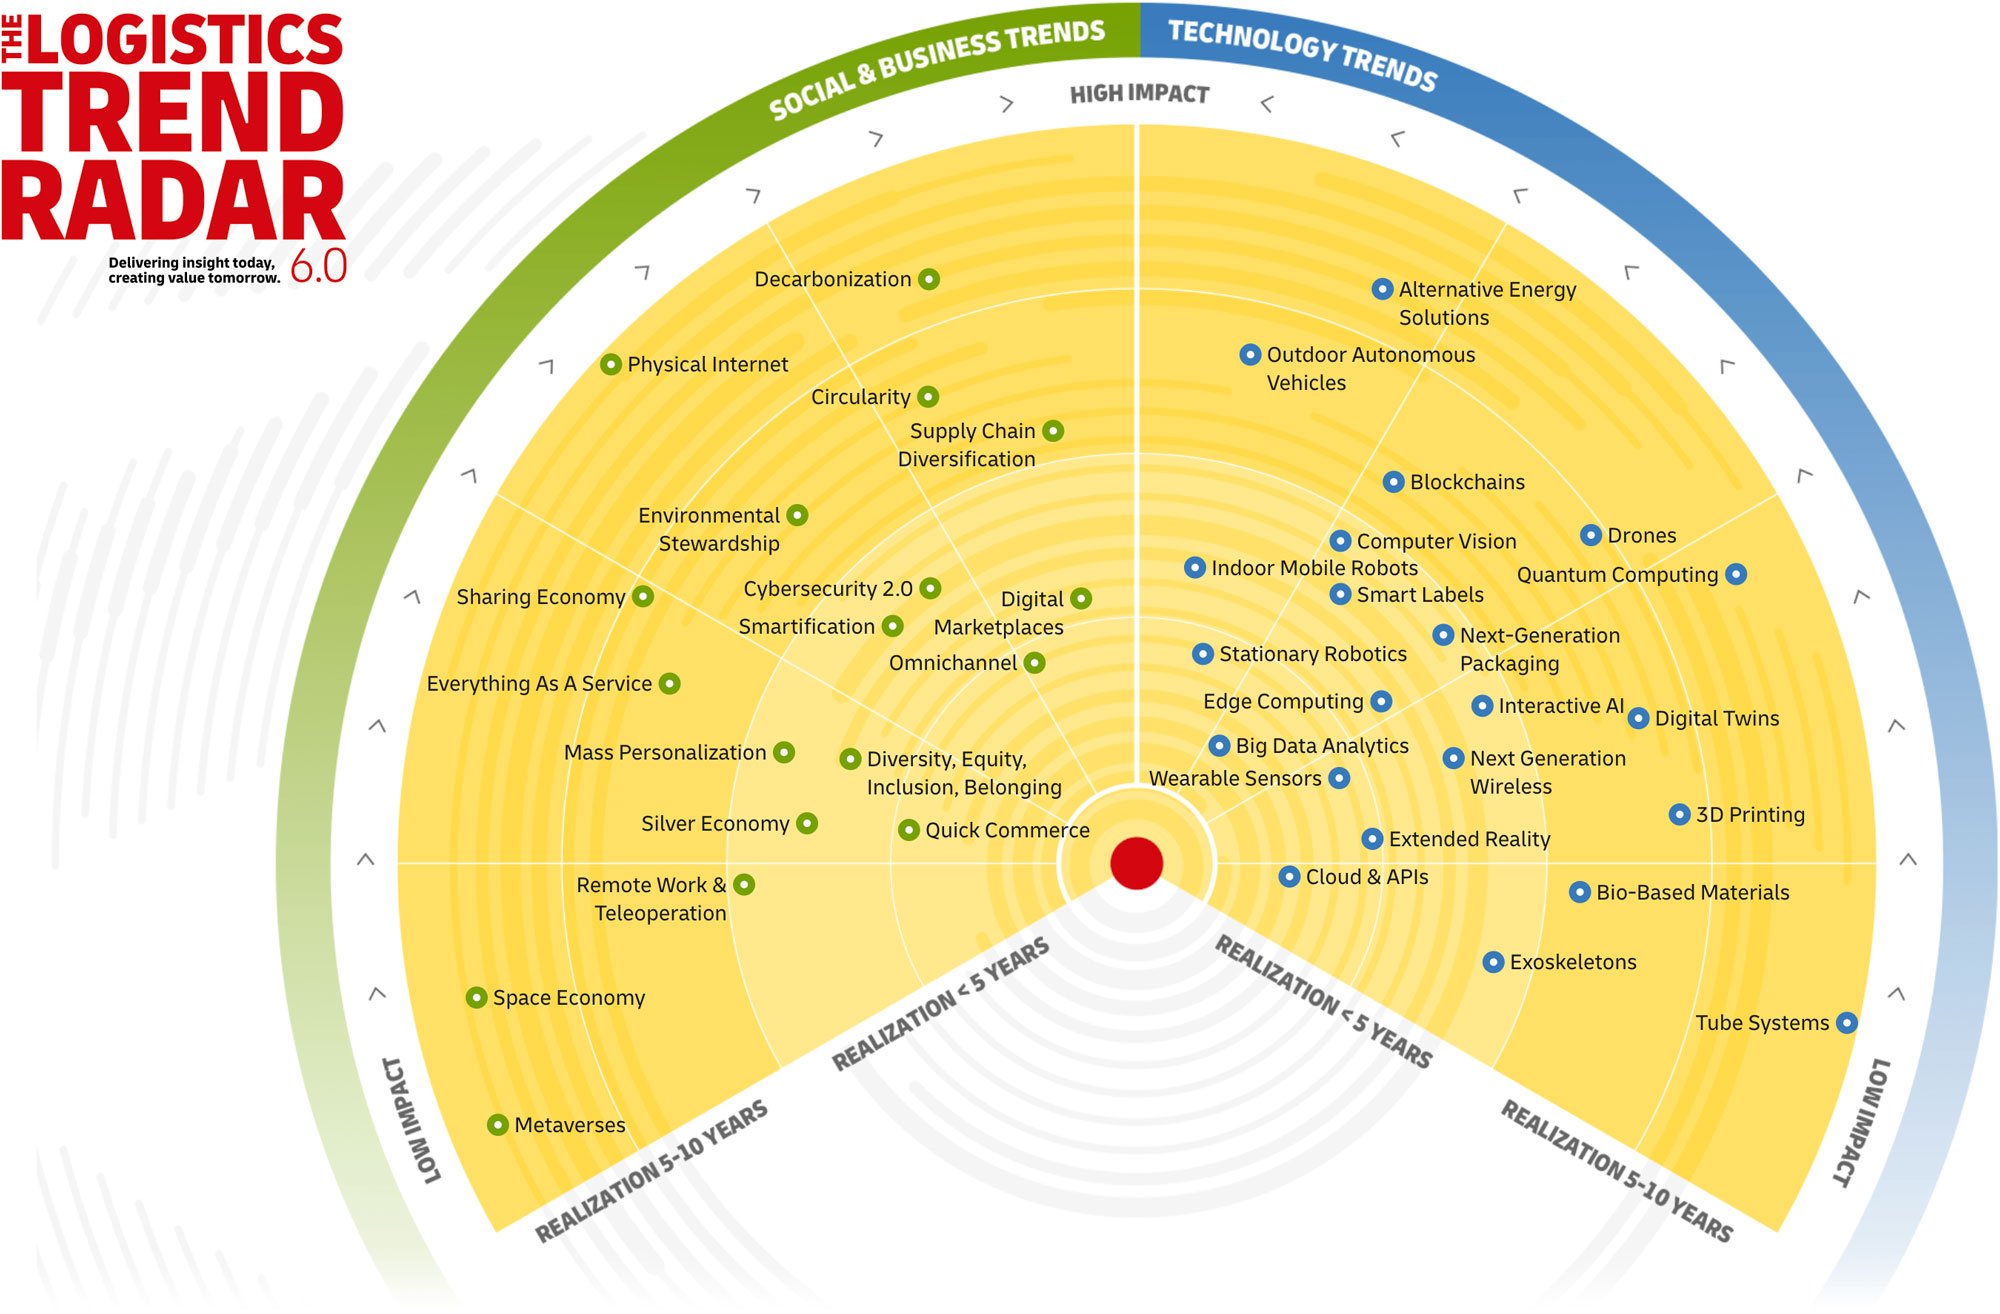 THE LOGISTICS
TREND
RADAR
Delivering insight today,
creating value tomorrow.
6.0
SOCIAL & BUSINESS TRENDS
TECHNOLOGY TRENDS
HIGH IMPACT
Decarbonization
Physical Internet
Circularity
Supply Chain
Diversification
Environmental
Stewardship
Cybersecurity 2.0
Sharing Economy
Digital
Marketplaces
Smartification
Omnichannel
Everything As A Service
Mass Personalization
Diversity, Equity,
Inclusion, Belonging
Silver Economy
Quick Commerce
Remote Work &
Teleoperation
Space Economy
Metaverses
Alternative Energy
Solutions
Outdoor Autonomous
Vehicles
Blockchains
Drones
Computer Vision
Indoor Mobile Robots
Quantum Computing
Smart Labels
Next-Generation
Packaging
Stationary Robotics
Edge Computing
Interactive AI
Digital Twins
Big Data Analytics
Next Generation
Wireless
Wearable Sensors
3D Printing
Extended Reality
Cloud & APIs
Bio-Based Materials
Exoskeletons
Tube Systems
LOW IMPACT
REALIZATION 5-10 YEARS
REALIZATION < 5 YEARS
REALIZATION < 5 YEARS
REALIZATION 5-10 YEARS
LOW IMPACT